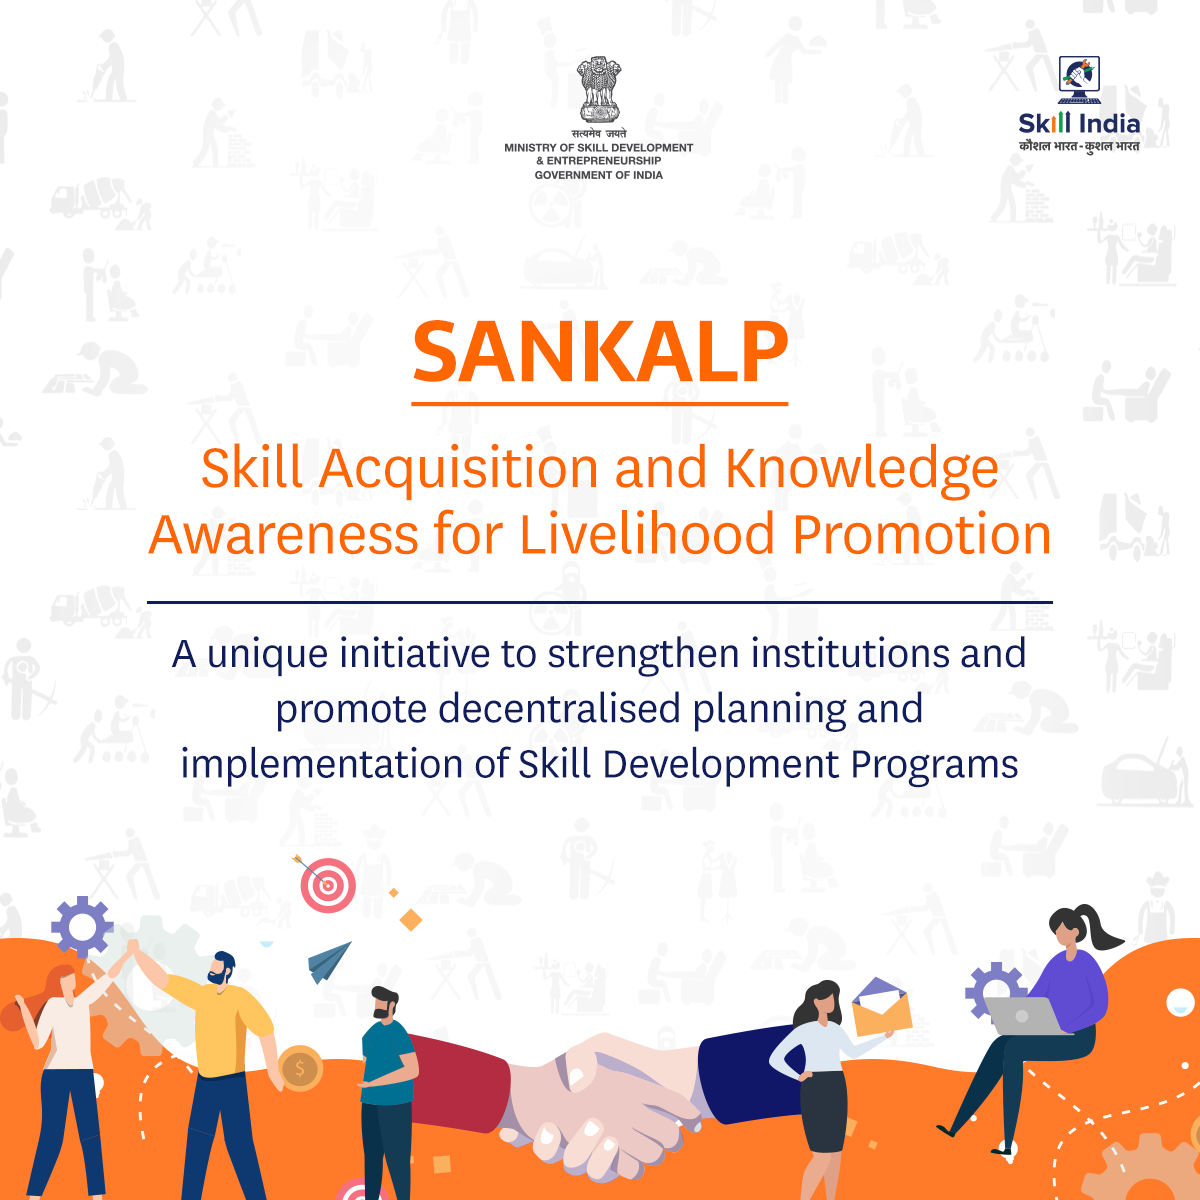 सत्यमेव जयते
MINISTRY OF SKILL DEVELOPMENT
& ENTREPRENEURSHIP
GOVERNMENT OF INDIA
Skill India
कौशल भारत - कुशल भारत
SANKALP
Skill Acquisition and Knowledge
Awareness for Livelihood Promotion
A unique initiative to strengthen institutions and
promote decentralised planning and
implementation of Skill Development Programs
$